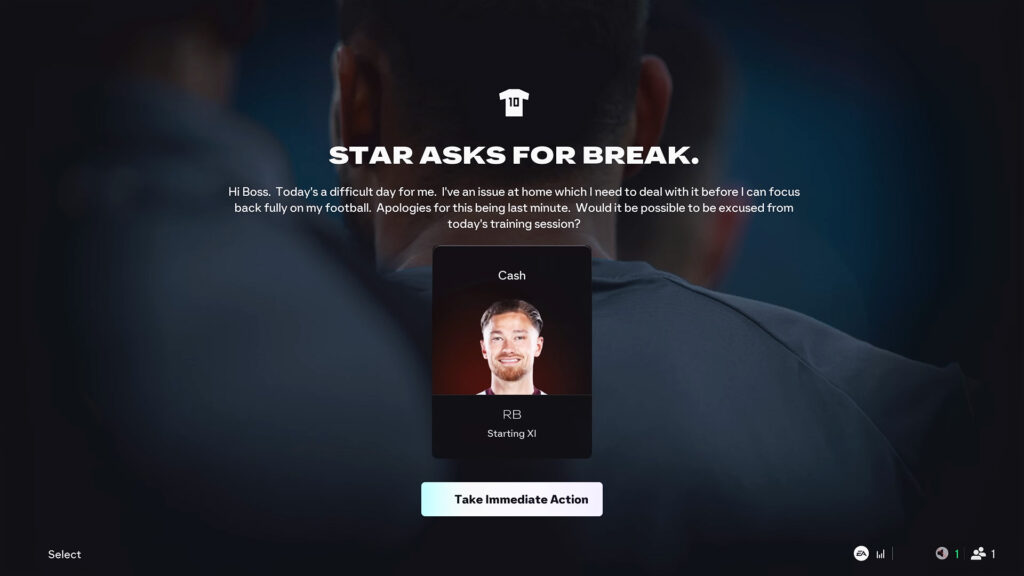 10
STAR ASKS FOR BREAK.
Hi Boss. Today's a difficult day for me. I've an issue at home which I need to deal with it before I can focus
back fully on my football. Apologies for this being last minute. Would it be possible to be excused from
today's training session?
Cash
RB
Starting XI
Take Immediate Action
Select
EA
1
1